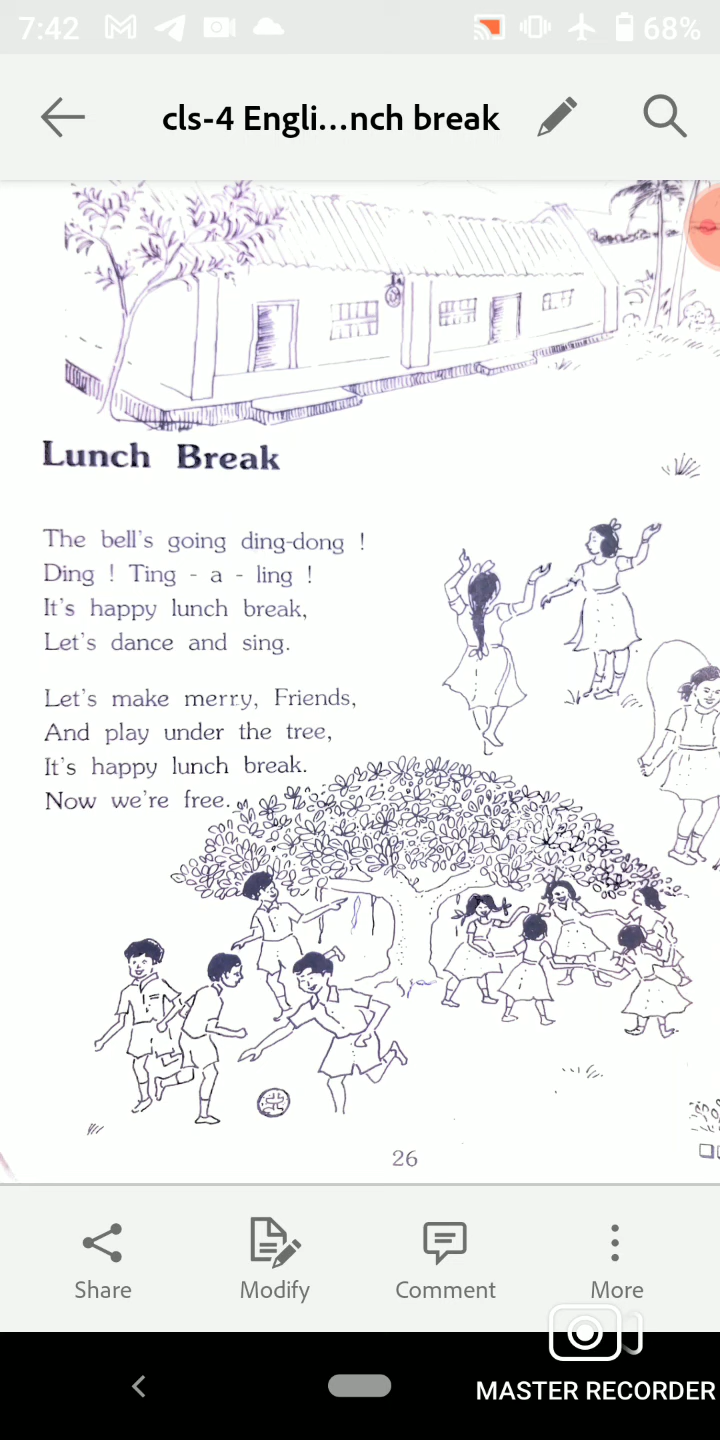 7:42
68%
cls-4 Engli...nch break
Lunch Break
The bell's going ding-dong !
Ding ! Ting - a - ling !
It's happy lunch break,
Let's dance and sing.
Let's make merry, Friends,
And play under the tree,
It's happy lunch break.
Now we're free.
26
Share
Modify
Comment
More
MASTER RECORDER